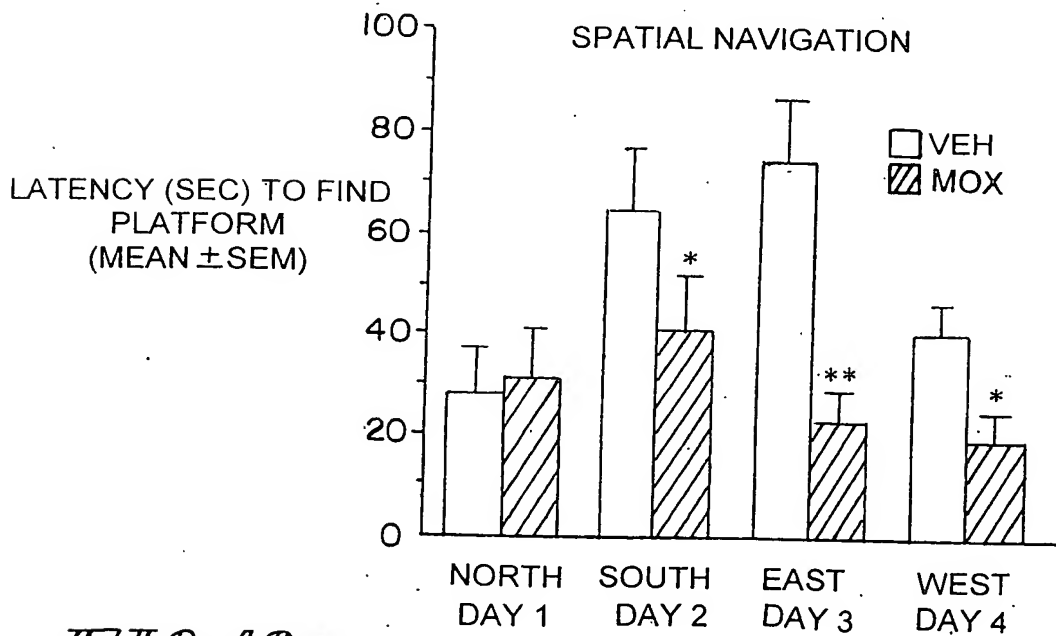 SPATIAL NAVIGATION
100
80
60
40
20
0
LATENCY (SEC) TO FIND
PLATFORM
(MEAN ±SEM)
VEH
MOX
*
**
*
NORTH SOUTH EAST WEST
DAY 1 DAY 2 DAY 3 DAY 4